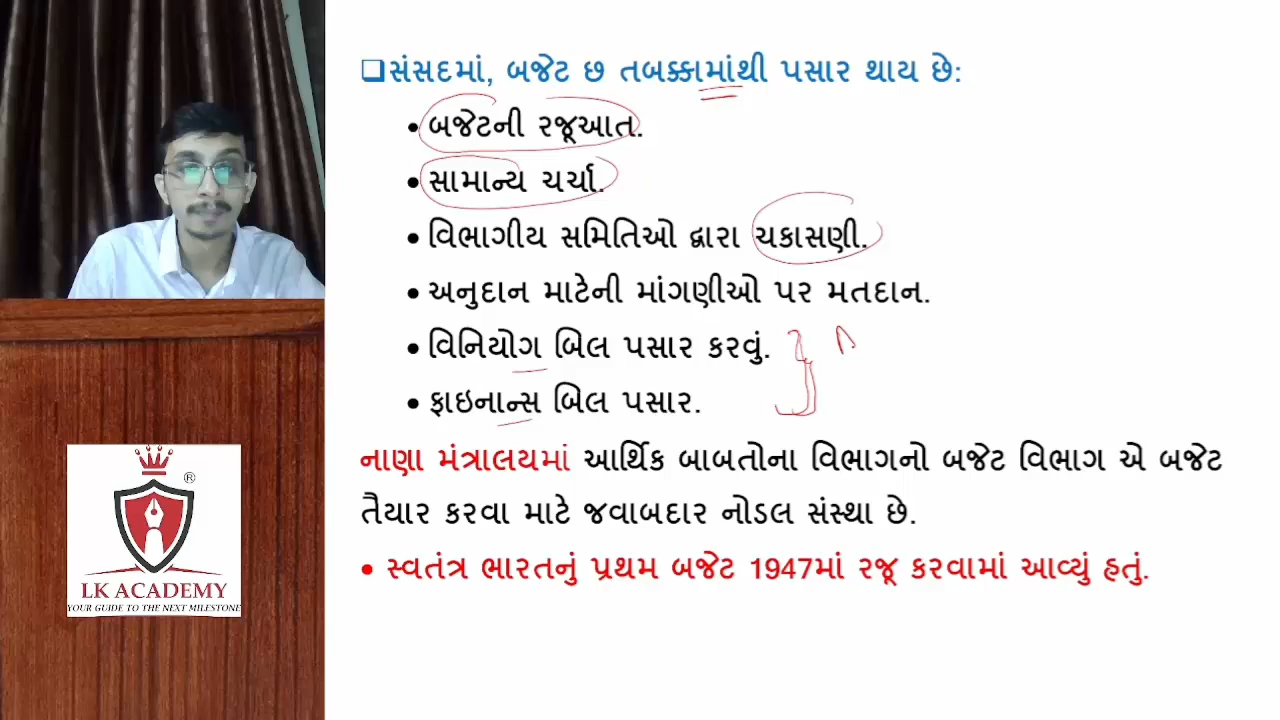 ❑સંસદમાં, બજેટ છ તબક્કામાંથી પસાર થાય છે:
• બજેટની રજૂઆત.
• સામાન્ય ચર્ચા.
• વિભાગીય સમિતિઓ દ્વારા ચકાસણી.
• અનુદાન માટેની માંગણીઓ પર મતદાન.
• વિનિયોગ બિલ પસાર કરવું.
• ફાઇનાન્સ બિલ પસાર.
નાણા મંત્રાલયમાં આર્થિક બાબતોના વિભાગનો બજેટ વિભાગ એ બજેટ
તૈયાર કરવા માટે જવાબદાર નોડલ સંસ્થા છે.
• સ્વતંત્ર ભારતનું પ્રથમ બજેટ 1947માં રજૂ કરવામાં આવ્યું હતું.
®
LK ACADEMY
YOUR GUIDE TO THE NEXT MILESTONE